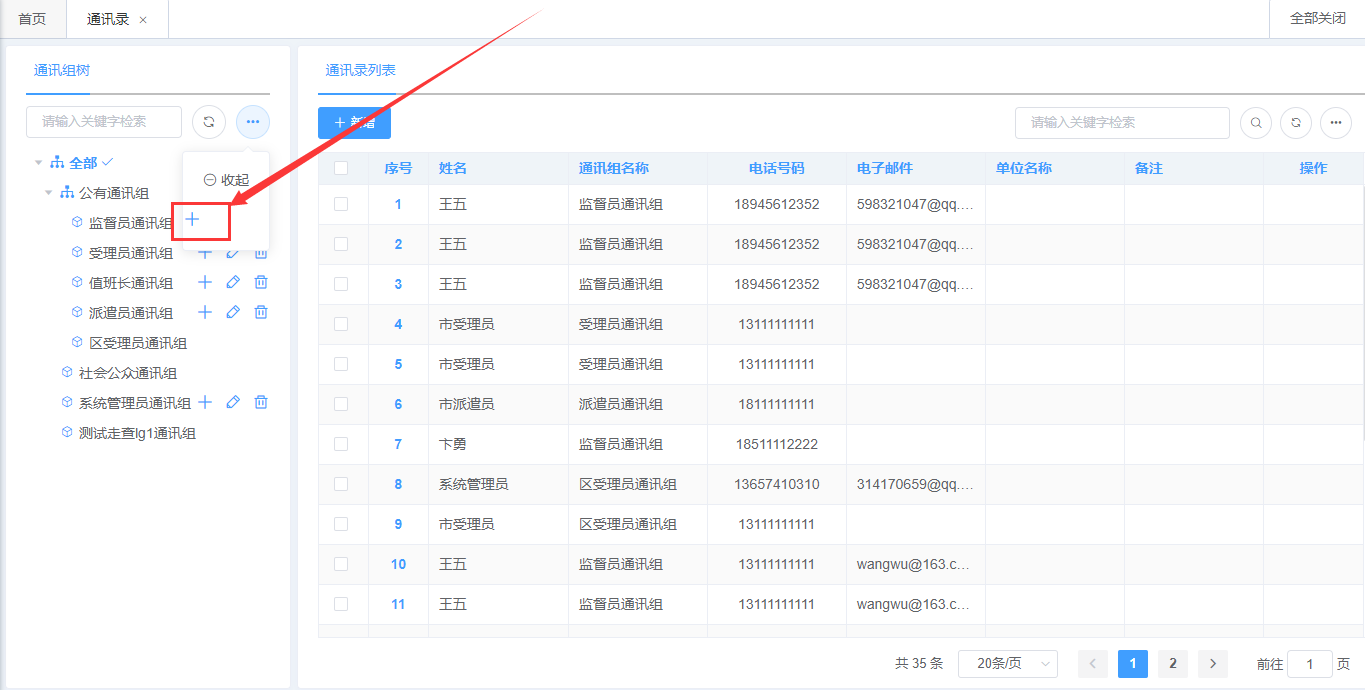 首页 通讯录 × 全部关闭
通讯组树
请输入关键字检索
收起
全部
公有通讯组
监督员通讯组
受理员通讯组
值班长通讯组
派遣员通讯组
区受理员通讯组
社会公众通讯组
系统管理员通讯组
测试走查lg1通讯组
通讯录列表
+ 新增 请输入关键字检索
序号 姓名 通讯组名称 电话号码 电子邮件 单位名称 备注 操作
1 王五 监督员通讯组 18945612352 598321047@qq....
2 王五 监督员通讯组 18945612352 598321047@qq....
3 王五 监督员通讯组 18945612352 598321047@qq....
4 市受理员 受理员通讯组 13111111111
5 市受理员 受理员通讯组 13111111111
6 市派遣员 派遣员通讯组 18111111111
7 卞勇 监督员通讯组 18511112222
8 系统管理员 区受理员通讯组 13657410310 314170659@qq....
9 市受理员 区受理员通讯组 13111111111
10 王五 监督员通讯组 13111111111 wangwu@163.c...
11 王五 监督员通讯组 13111111111 wangwu@163.c...
共 35 条 20条/页 < 1 2 > 前往 1 页